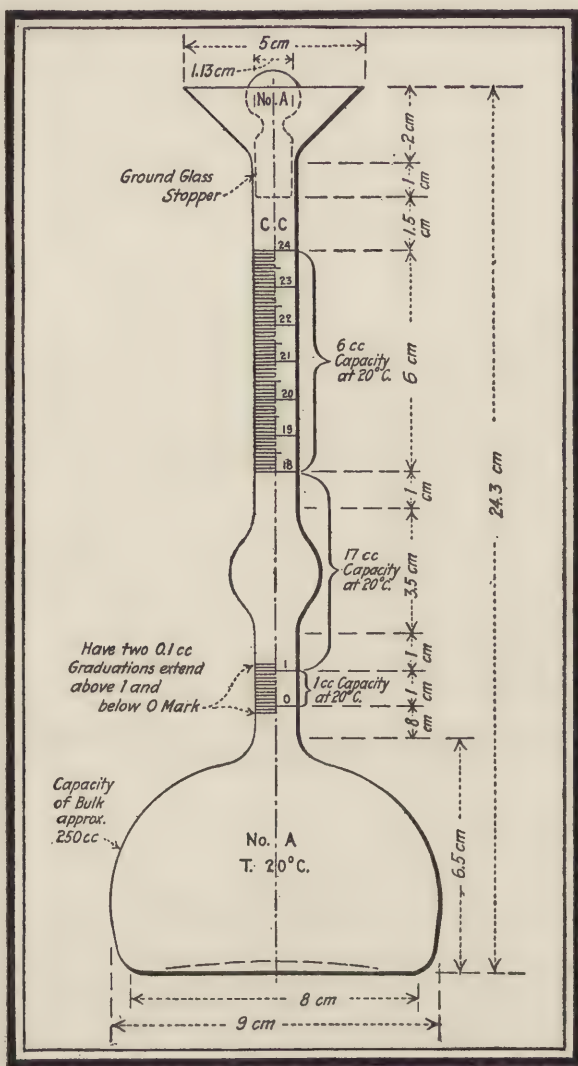 5 cm
1.13cm
No. A
2 cm
1 cm
1.5 cm
Ground Glass
Stopper
C C
24
23
22
21
20
19
18
6 cc
Capacity
at 20°C.
6 cm
1 cm
24.3 cm
17 cc
Capacity
at 20°C.
3.5 cm
Have two 0.1 cc
Graduations extend
above 1 and
below 0 Mark
1
0
1 cc Capacity
at 20°C.
1 cm
1 cm
8 cm
Capacity
of Bulk
approx.
250 cc
No. A
T. 20°C.
6.5 cm
8 cm
9 cm